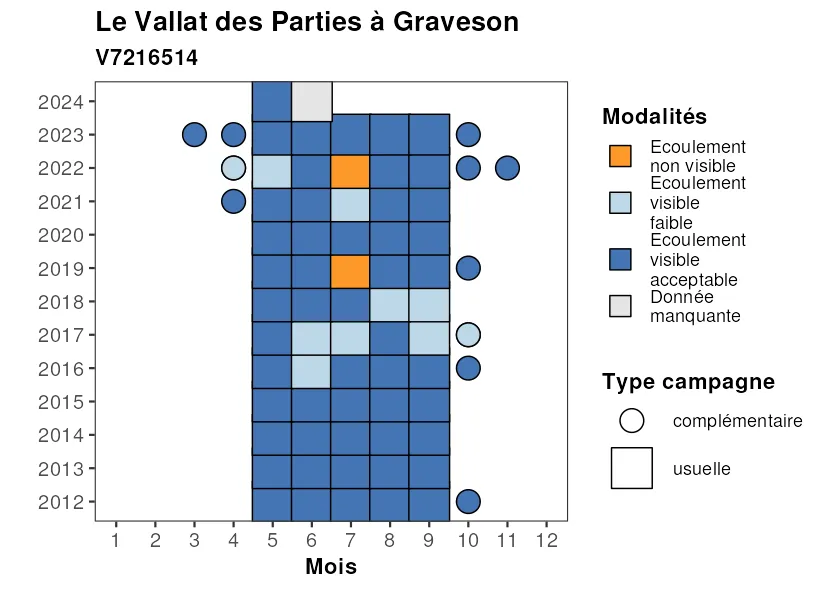 Le Vallat des Parties à Graveson
V7216514
2024
2023
2022
2021
2020
2019
2018
2017
2016
2015
2014
2013
2012
1 2 3 4 5 6 7 8 9 10 11 12
Mois
Modalités
Ecoulement
non visible
Ecoulement
visible
faible
Ecoulement
visible
acceptable
Donnée
manquante
Type campagne
complémentaire
usuelle